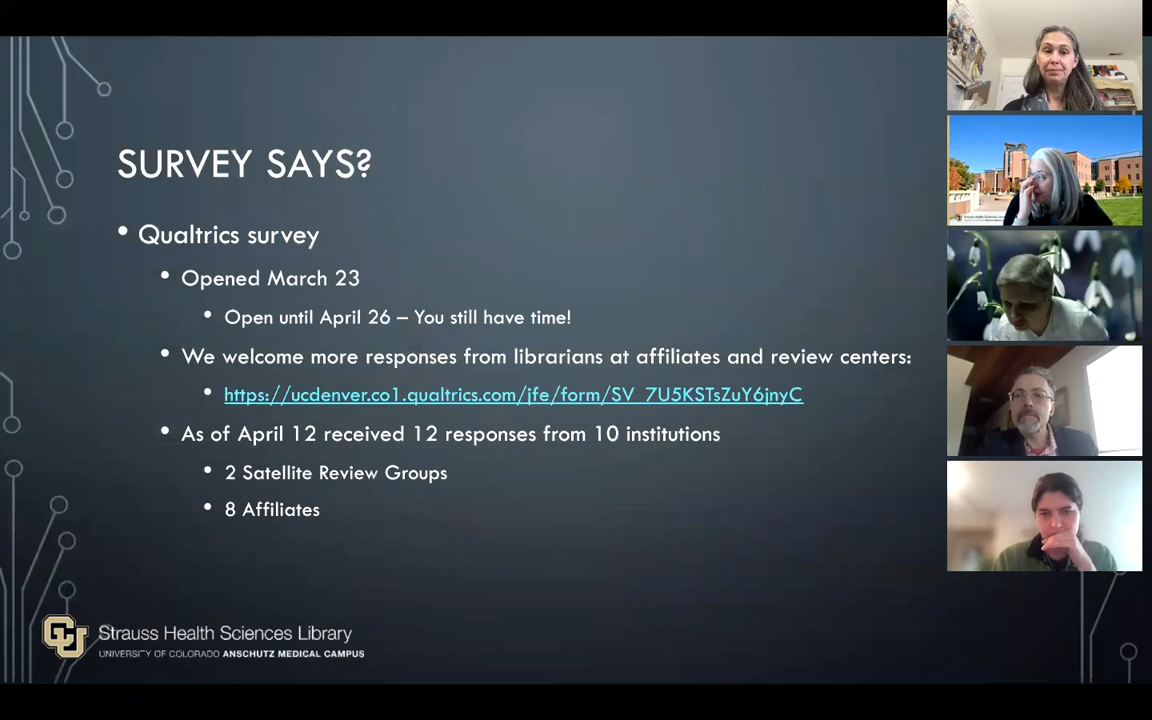 SURVEY SAYS?
• Qualtrics survey
• Opened March 23
• Open until April 26 – You still have time!
• We welcome more responses from librarians at affiliates and review centers:
• https://ucdenver.co1.qualtrics.com/jfe/form/SV_7U5KSTsZuY6jnyC
• As of April 12 received 12 responses from 10 institutions
• 2 Satellite Review Groups
• 8 Affiliates
CU Strauss Health Sciences Library
UNIVERSITY OF COLORADO ANSCHUTZ MEDICAL CAMPUS